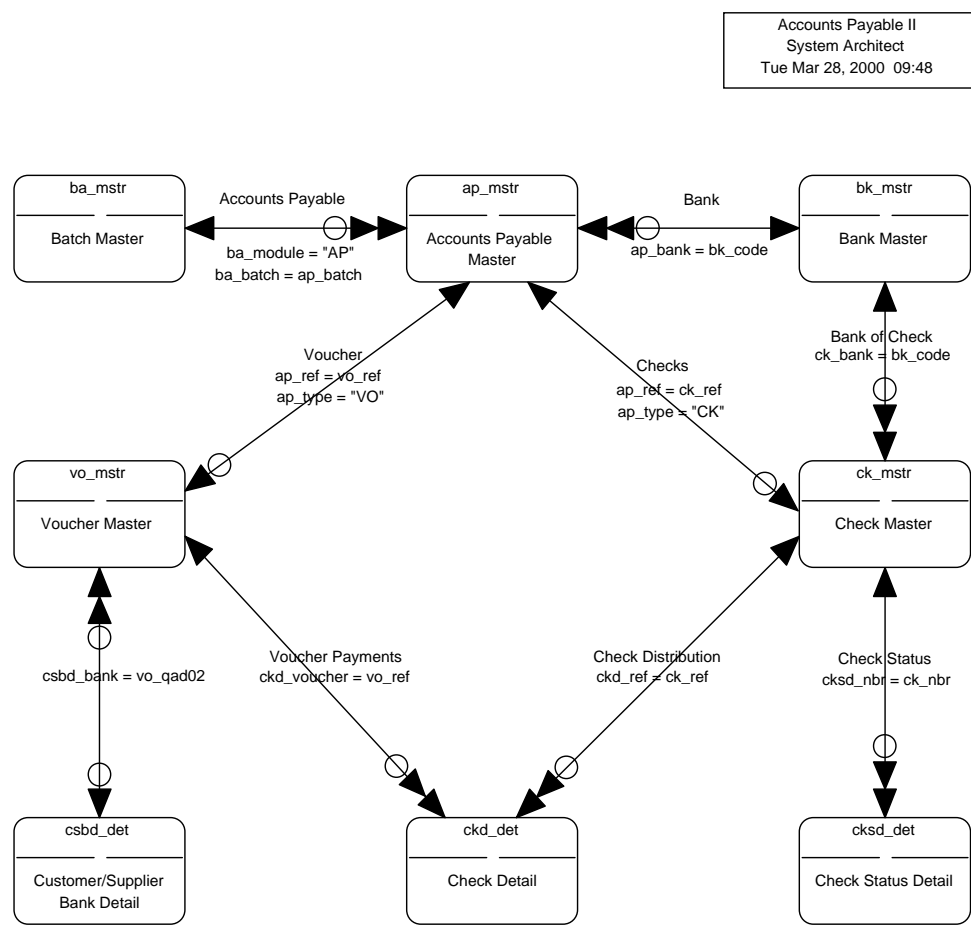 Accounts Payable II
System Architect
Tue Mar 28, 2000 09:48
ba_mstr
Batch Master
Accounts Payable
ba_module = "AP"
ba_batch = ap_batch
ap_mstr
Accounts Payable
Master
Bank
ap_bank = bk_code
bk_mstr
Bank Master
Voucher
ap_ref = vo_ref
ap_type = "VO"
Checks
ap_ref = ck_ref
ap_type = "CK"
Bank of Check
ck_bank = bk_code
vo_mstr
Voucher Master
ck_mstr
Check Master
csbd_bank = vo_qad02
Voucher Payments
ckd_voucher = vo_ref
Check Distribution
ckd_ref = ck_ref
Check Status
cksd_nbr = ck_nbr
csbd_det
Customer/Supplier
Bank Detail
ckd_det
Check Detail
cksd_det
Check Status Detail